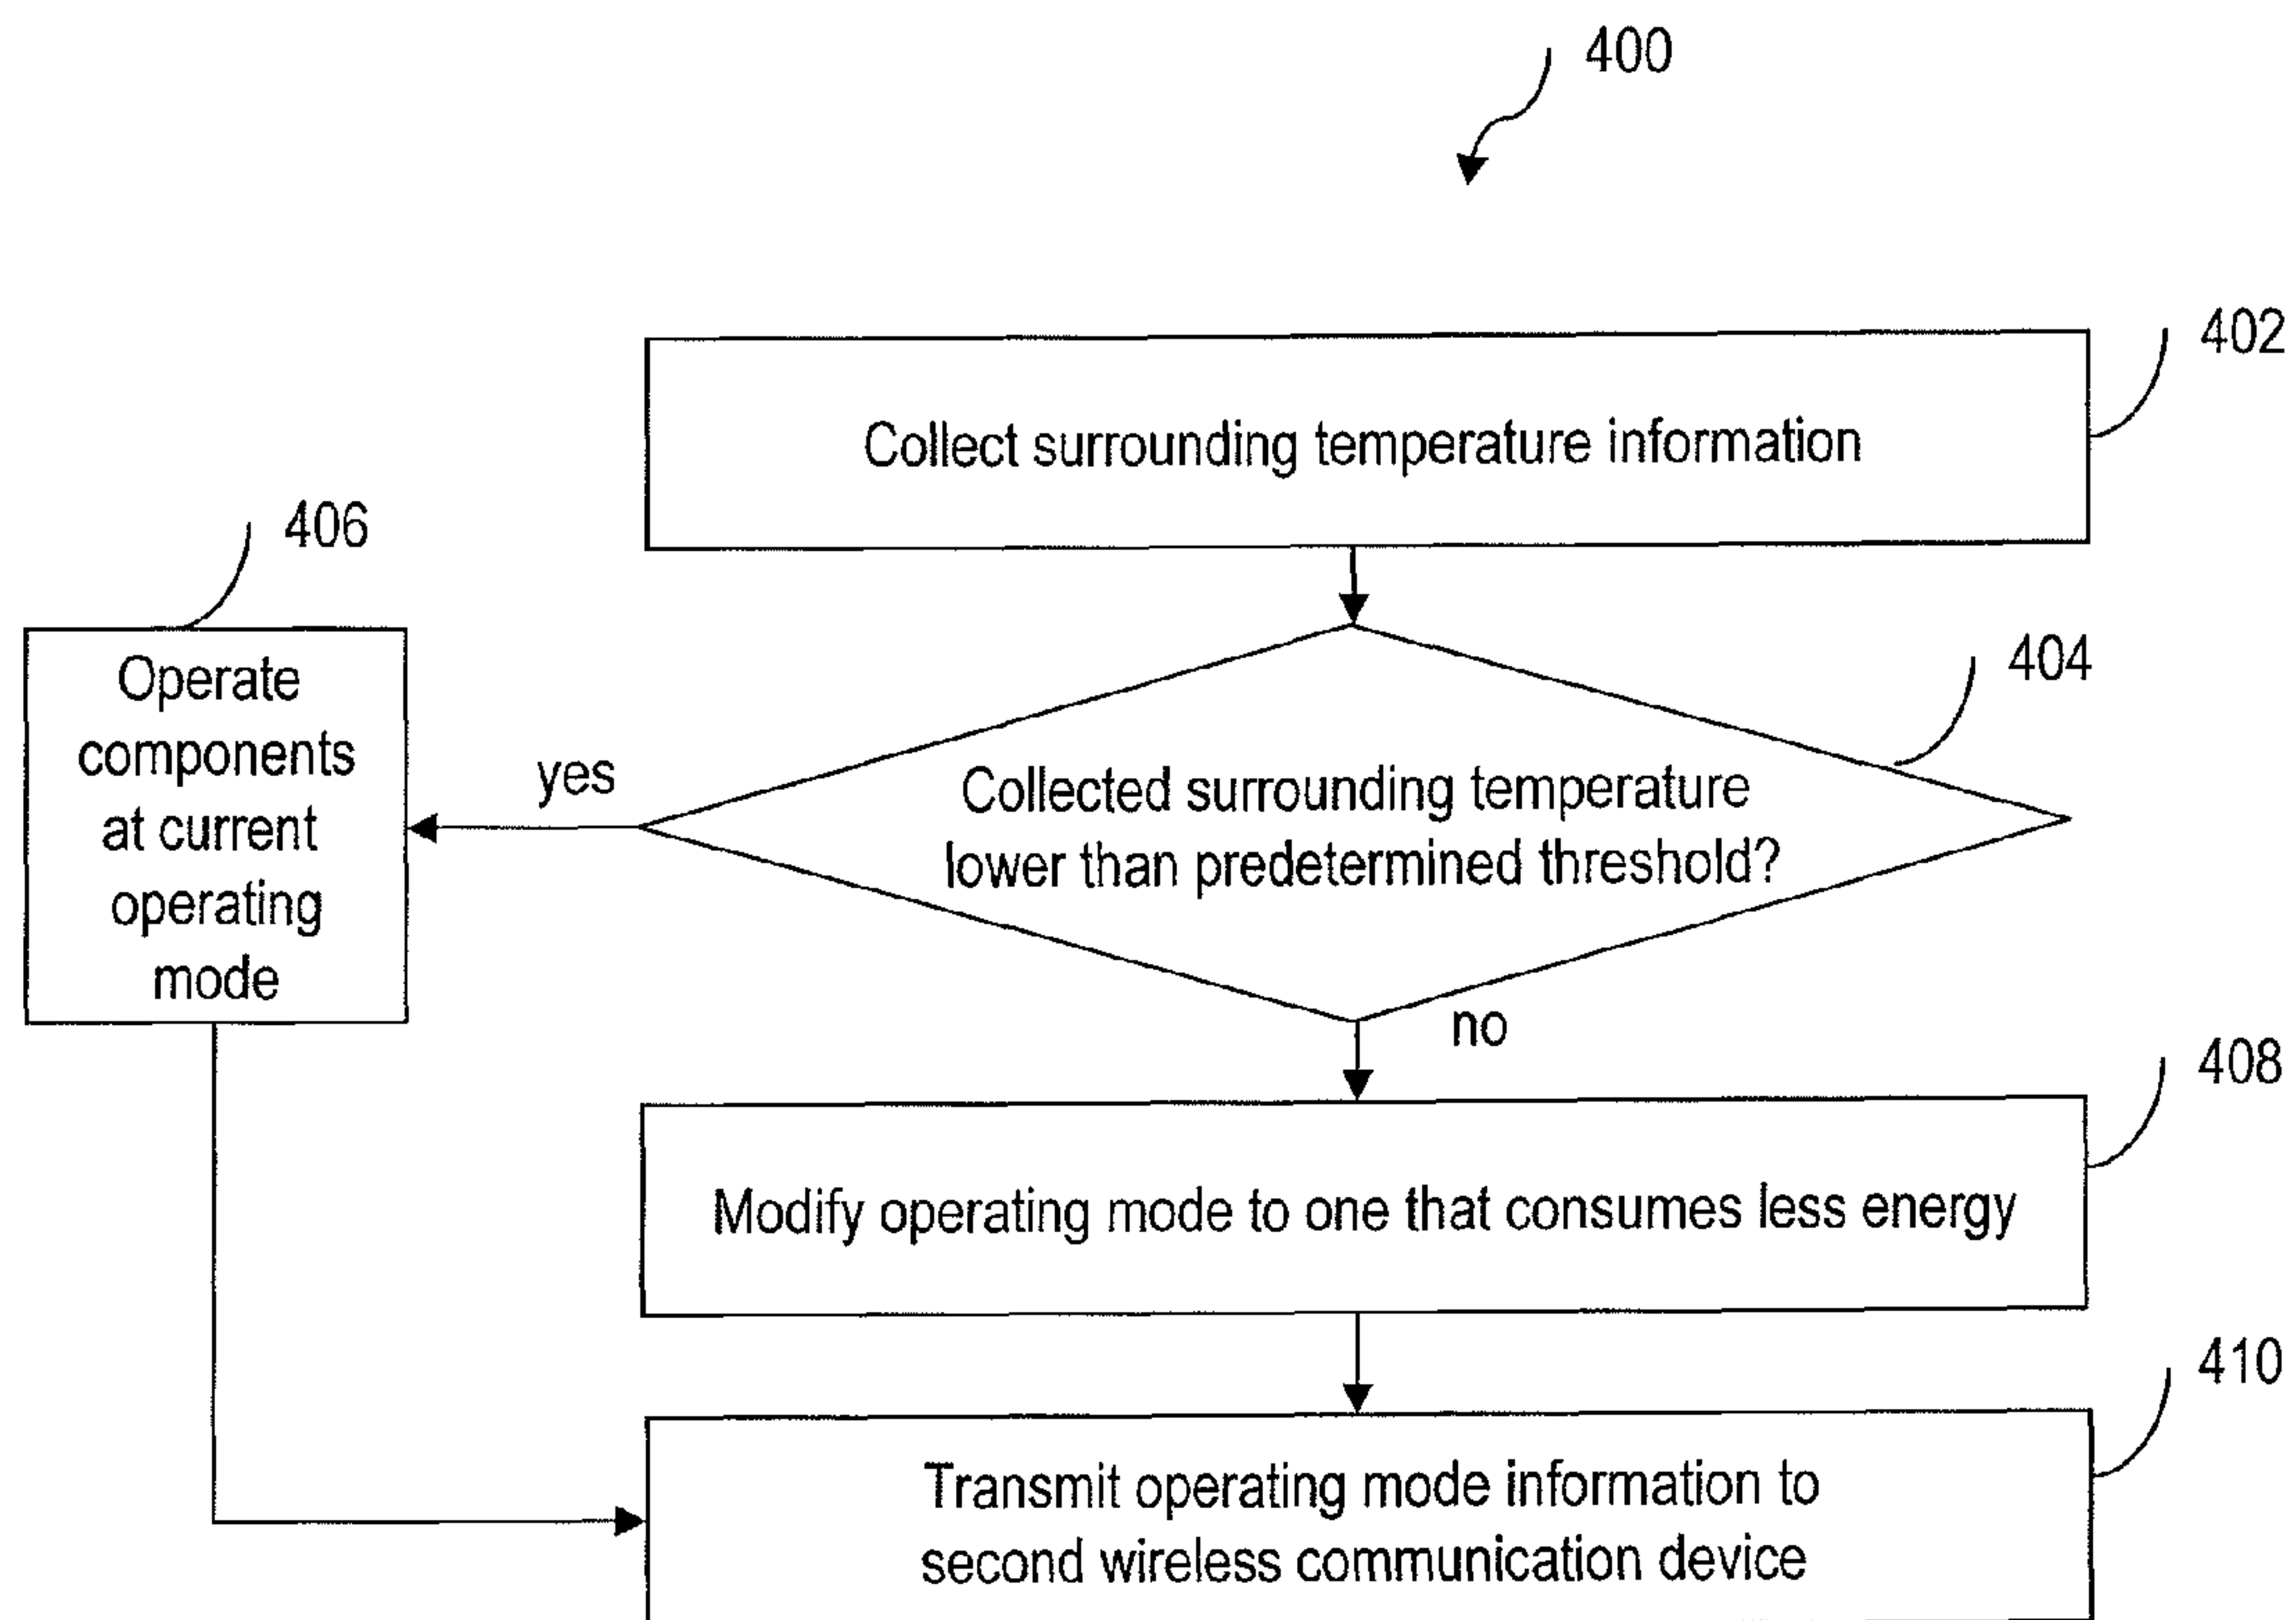 400
402
Collect surrounding temperature information
406
404
Operate
components
at current
operating
mode
yes
Collected surrounding temperature
lower than predetermined threshold?
no
408
Modify operating mode to one that consumes less energy
410
Transmit operating mode information to
second wireless communication device